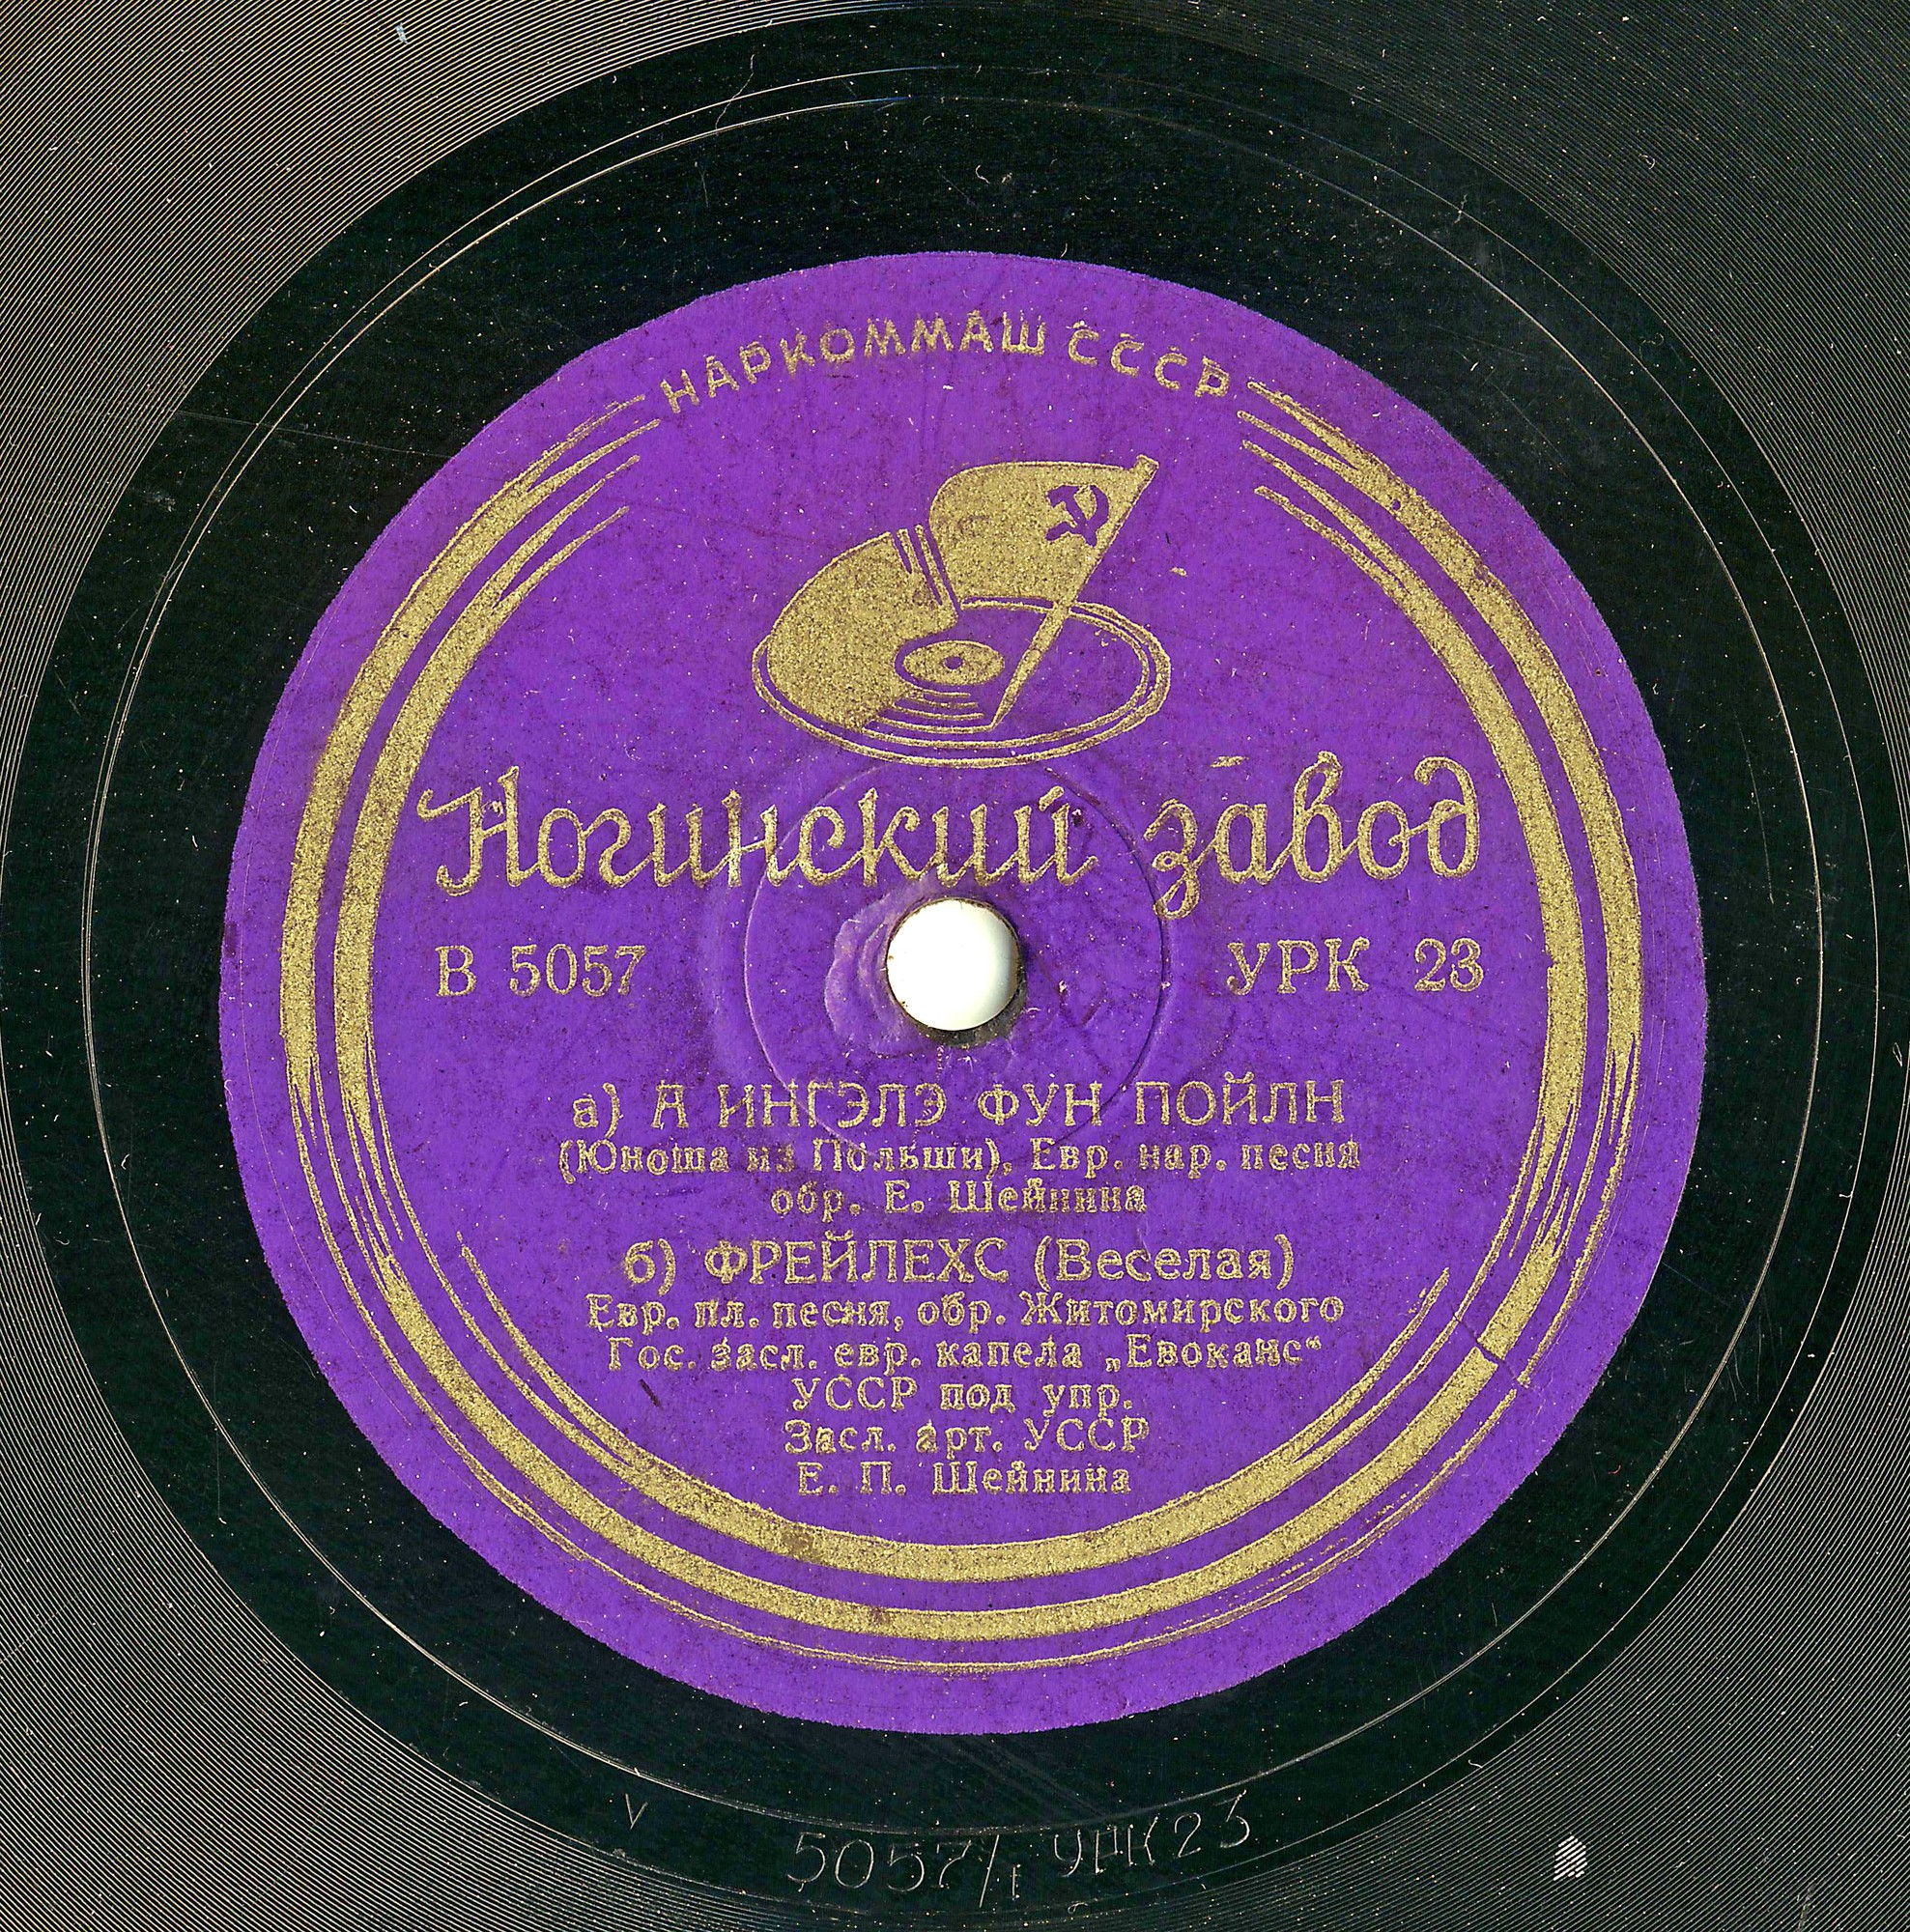 НАРКОММАШ СССР
Ногинский завод
В 5057 УРК 23
а) А ИНГЭЛЭ ФУН ПОЙЛН
(Юноша из Польши), Евр. нар. песня
обр. Е. Шейнина
б) ФРЕЙЛЕХС (Веселая)
Евр. пл. песня, обр. Житомирского
Гос. засл. евр. капела „Евоканс“
УССР под упр.
Засл. арт. УССР
Е. П. Шейнина
V 5057/1 УРК23